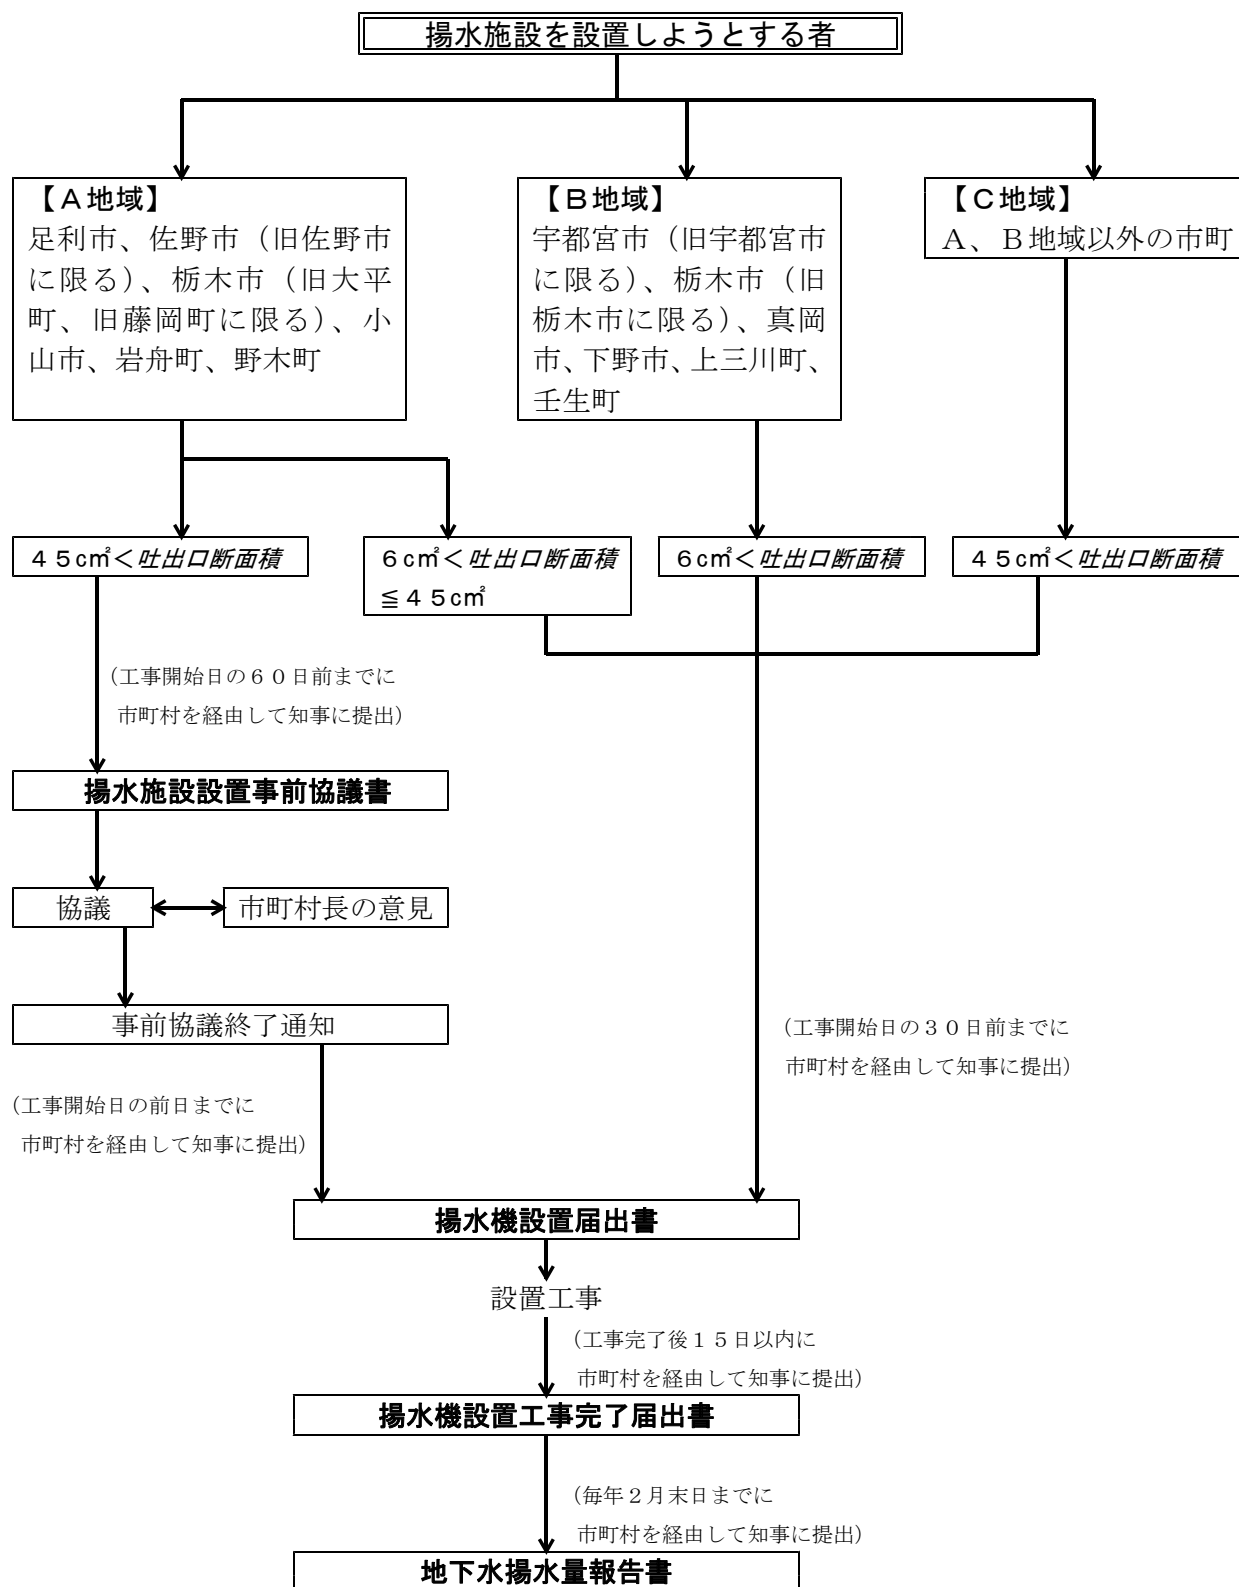 揚水施設を設置しようとする者
【A地域】
足利市、佐野市（旧佐野市
に限る）、栃木市（旧大平
町、旧藤岡町に限る）、小
山市、岩舟町、野木町
【B地域】
宇都宮市（旧宇都宮市
に限る）、栃木市（旧
栃木市に限る）、真岡
市、下野市、上三川町、
壬生町
【C地域】
A、B地域以外の市町
４５c㎡＜吐出口断面積
６c㎡＜吐出口断面積
≦４５c㎡
６c㎡＜吐出口断面積
４５c㎡＜吐出口断面積
（工事開始日の６０日前までに
市町村を経由して知事に提出）
揚水施設設置事前協議書
協議
市町村長の意見
事前協議終了通知
（工事開始日の３０日前までに
市町村を経由して知事に提出）
（工事開始日の前日までに
市町村を経由して知事に提出）
揚水機設置届出書
設置工事
（工事完了後１５日以内に
市町村を経由して知事に提出）
揚水機設置工事完了届出書
（毎年２月末日までに
市町村を経由して知事に提出）
地下水揚水量報告書